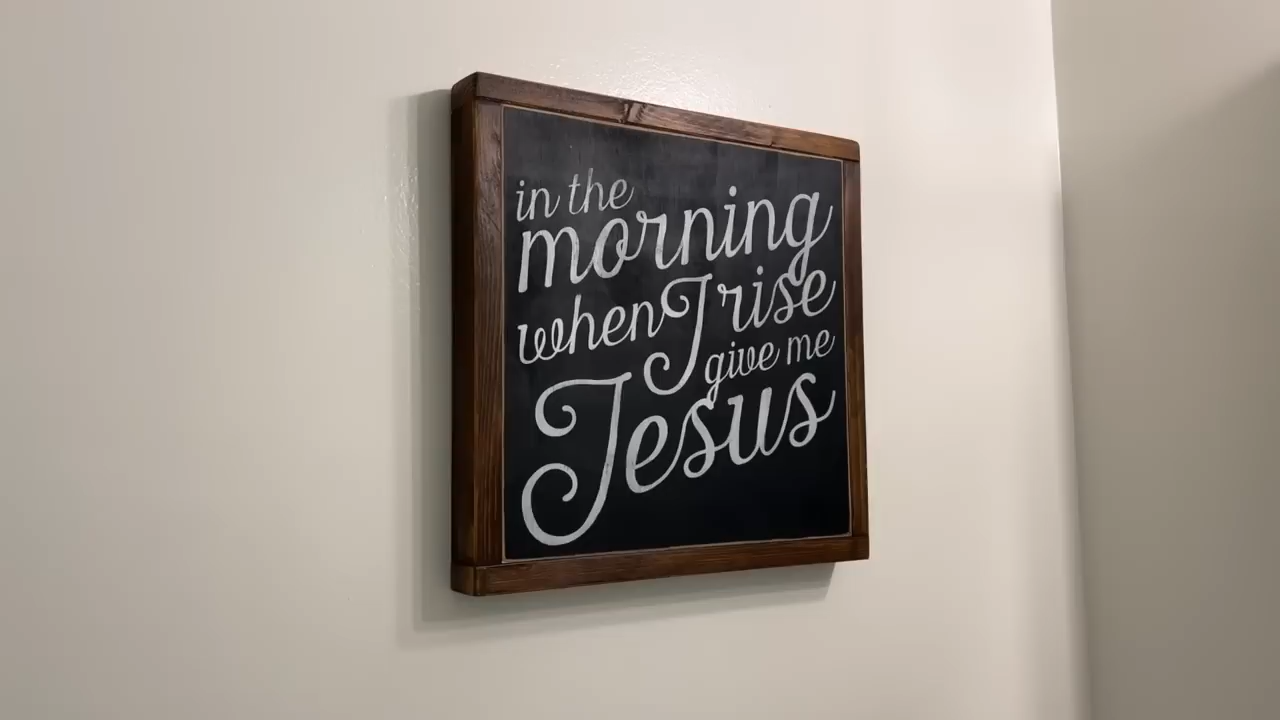 in the
morning
when I rise
give me
Jesus